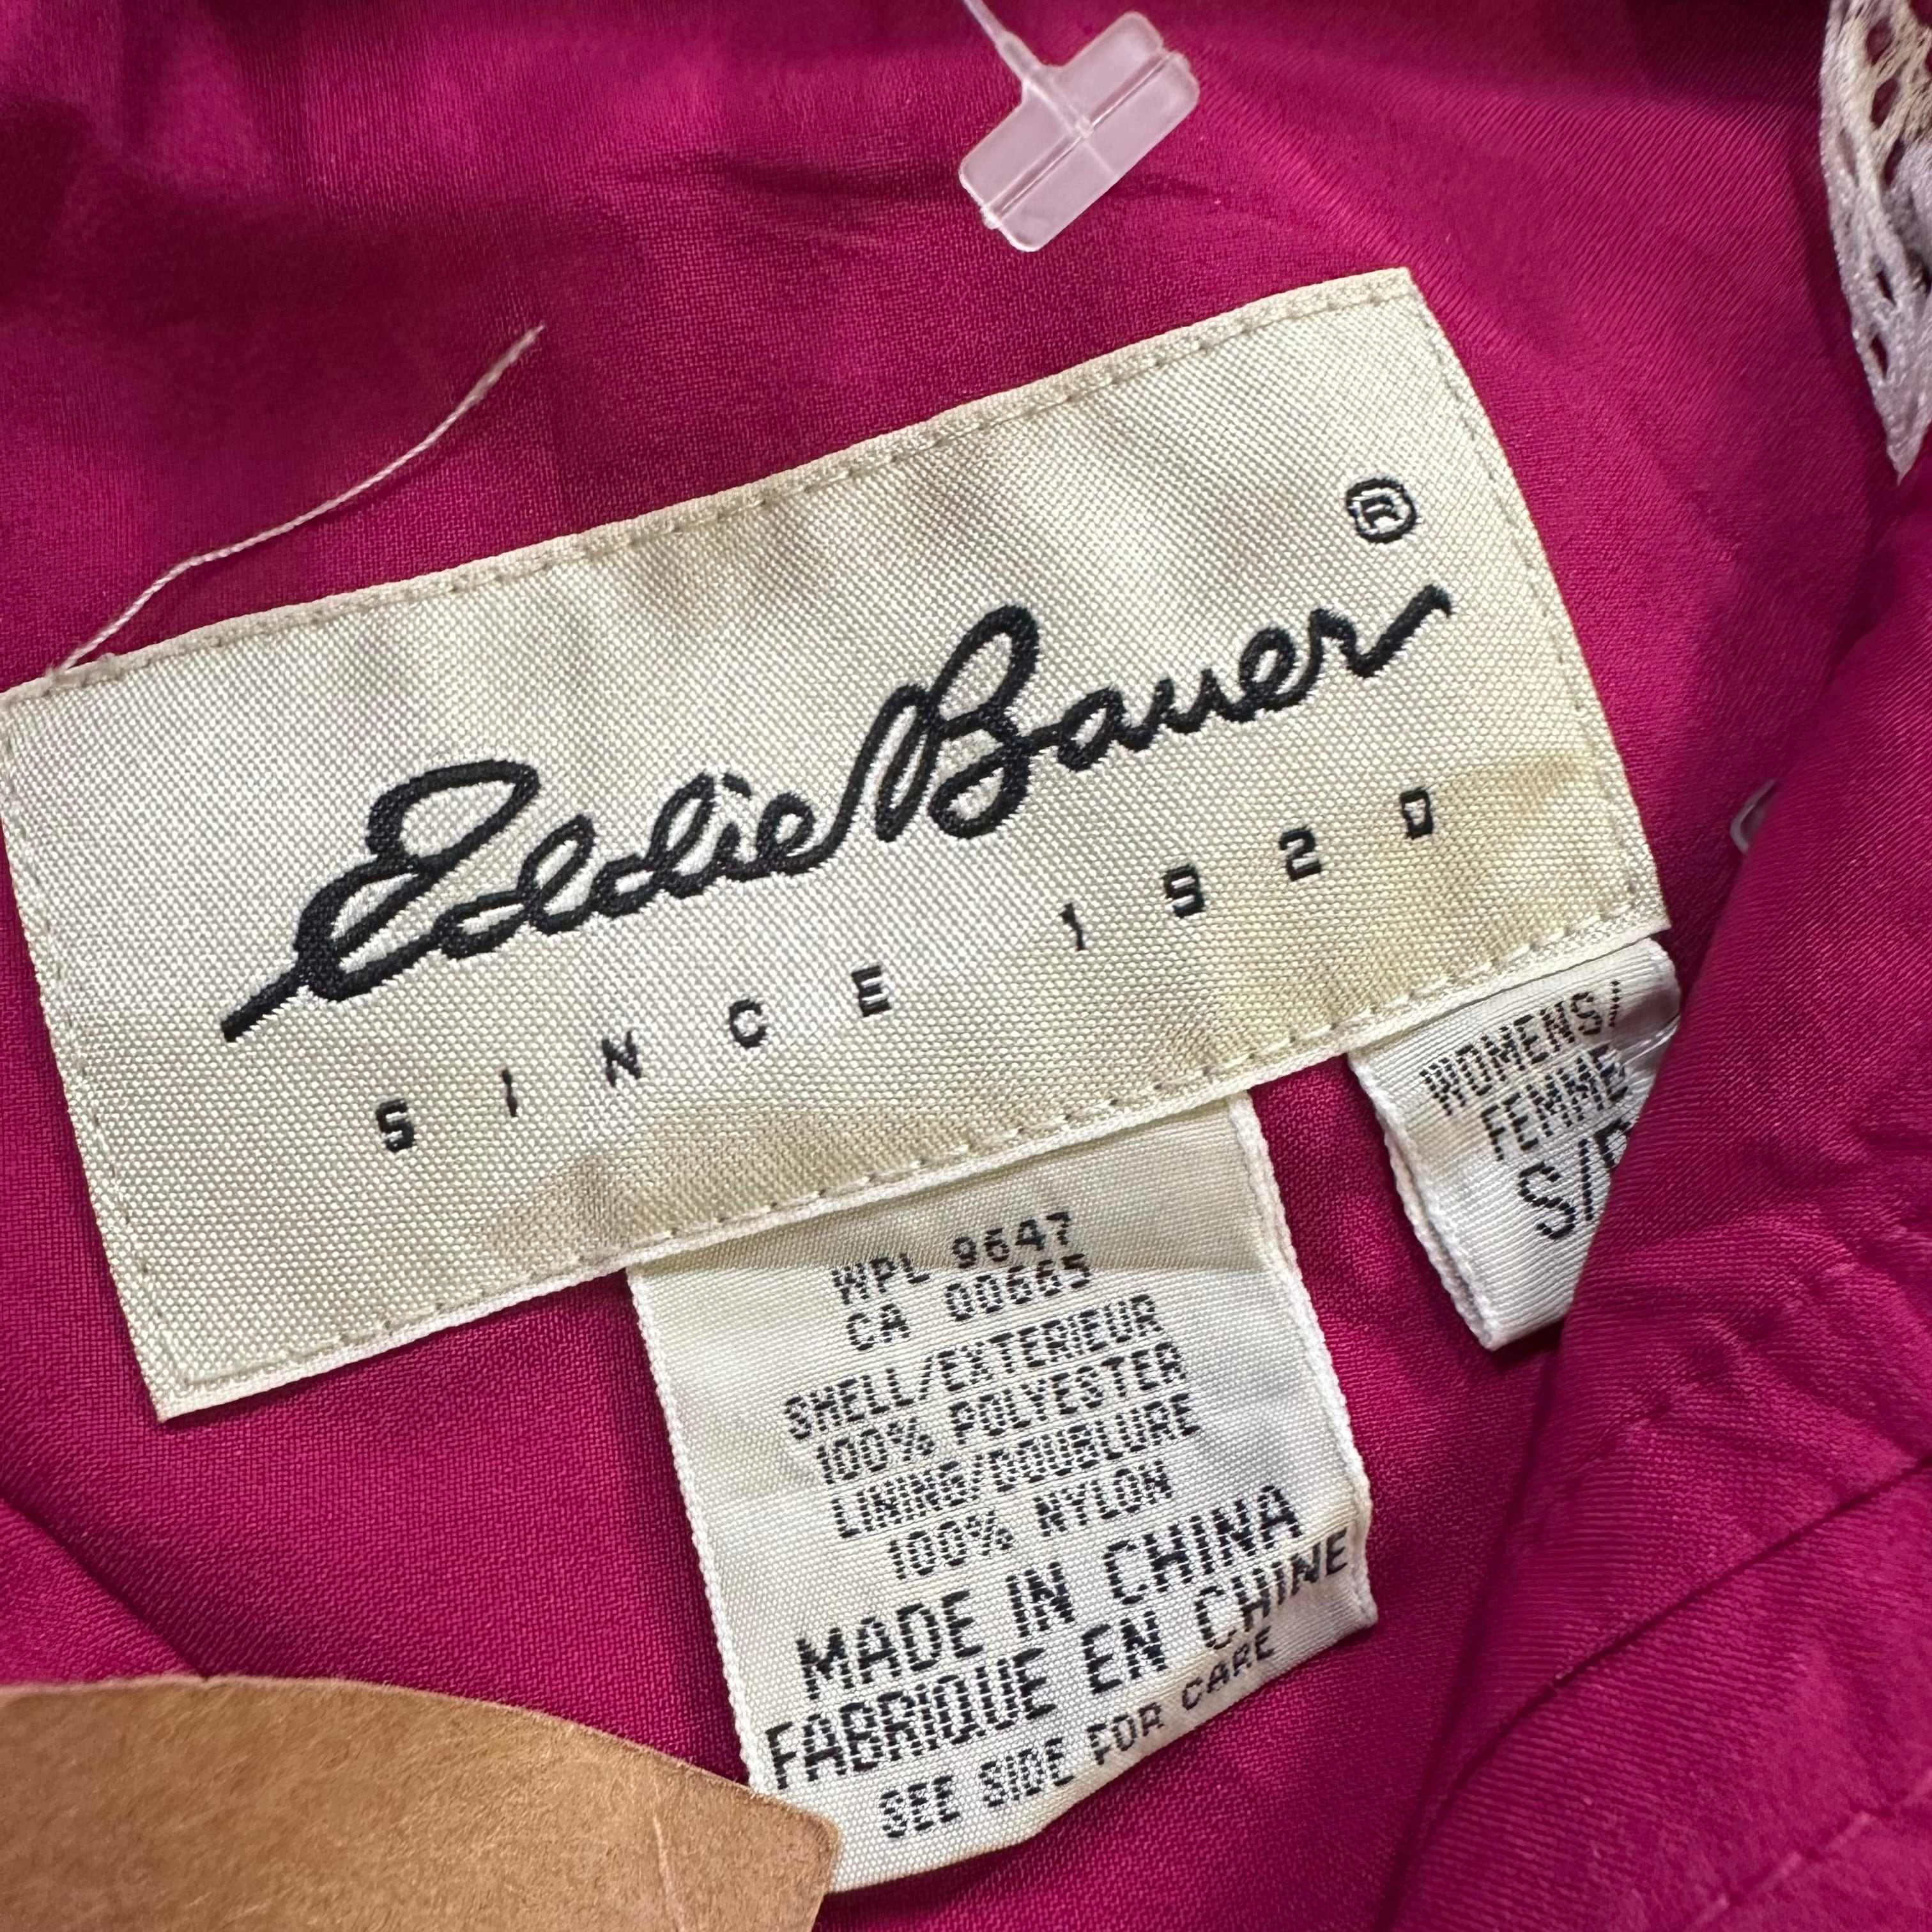 Eddie Bauer ®
SINCE 1920
WOMENS/
FEMME
S/P
WPL 9647
CA 00665
SHELL/EXTERIEUR
100% POLYESTER
LINING/DOUBLURE
100% NYLON
MADE IN CHINA
FABRIQUE EN CHINE
SEE SIDE FOR CARE